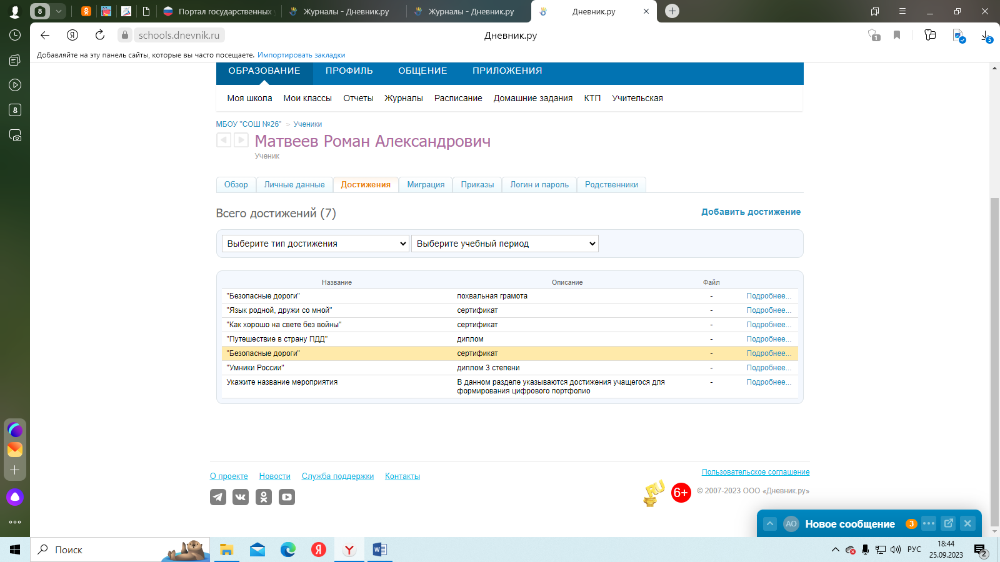 8
Портал государственных
Журналы - Дневник.ру
Журналы - Дневник.ру
Дневник.ру
schools.dnevnik.ru
Дневник.ру
1
5
Добавляйте на эту панель сайты, которые вы часто посещаете. Импортировать закладки
8
ОБРАЗОВАНИЕ ПРОФИЛЬ ОБЩЕНИЕ ПРИЛОЖЕНИЯ
Моя школа Мои классы Отчеты Журналы Расписание Домашние задания КТП Учительская
МБОУ "СОШ №26" > Ученики
Матвеев Роман Александрович
Ученик
Обзор Личные данные Достижения Миграция Приказы Логин и пароль Родственники
Всего достижений (7)
Добавить достижение
Выберите тип достижения Выберите учебный период
Название Описание Файл
"Безопасные дороги" похвальная грамота - Подробнее...
"Язык родной, дружи со мной" сертификат - Подробнее...
"Как хорошо на свете без войны" сертификат - Подробнее...
"Путешествие в страну ПДД" диплом - Подробнее...
"Безопасные дороги" сертификат - Подробнее...
"Умники России" диплом 3 степени - Подробнее...
Укажите название мероприятия В данном разделе указываются достижения учащегося для - Подробнее...
формирования цифрового портфолио
О проекте Новости Служба поддержки Контакты
Пользовательское соглашение
RU
6+
© 2007-2023 ООО «Дневник.ру»
АО Новое сообщение 3
Поиск
РУС
18:44
25.09.2023
2